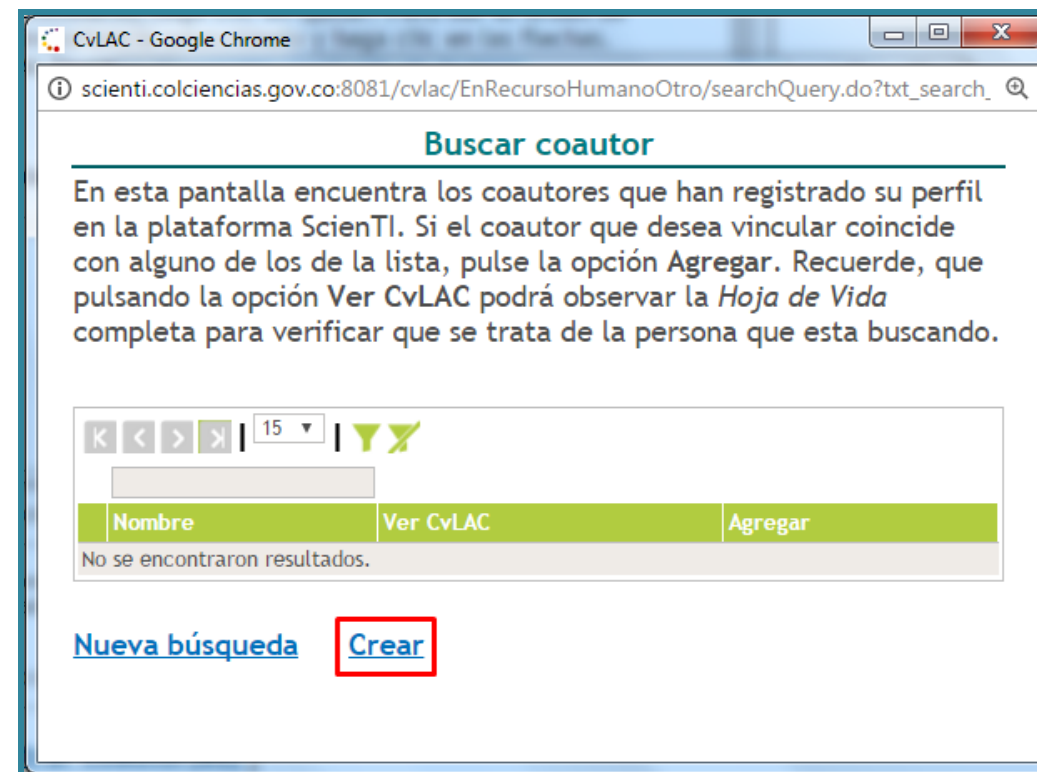 CvLAC - Google Chrome
scienti.colciencias.gov.co:8081/cvlac/EnRecursoHumanoOtro/searchQuery.do?txt_search_
Buscar coautor
En esta pantalla encuentra los coautores que han registrado su perfil
en la plataforma ScienTI. Si el coautor que desea vincular coincide
con alguno de los de la lista, pulse la opción Agregar. Recuerde, que
pulsando la opción Ver CvLAC podrá observar la Hoja de Vida
completa para verificar que se trata de la persona que esta buscando.
15
Nombre Ver CvLAC Agregar
No se encontraron resultados.
Nueva búsqueda Crear